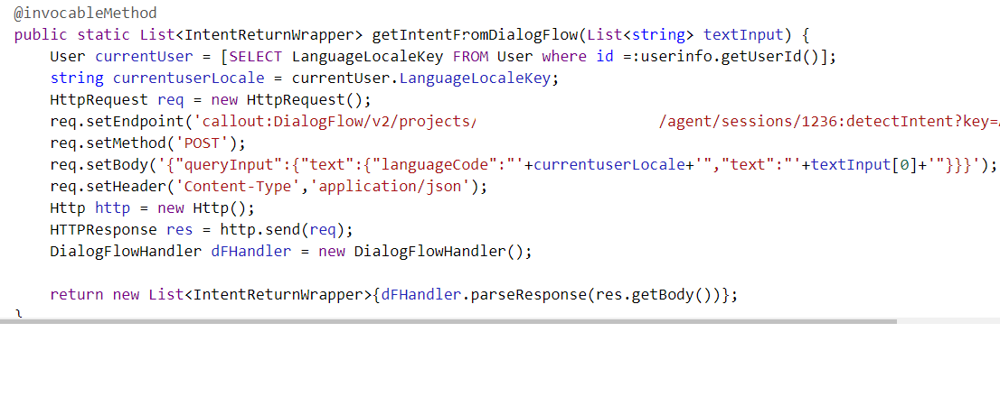 @invocableMethod
public static List<IntentReturnWrapper> getIntentFromDialogFlow(List<string> textInput) {
    User currentUser = [SELECT LanguageLocaleKey FROM User where id =:userinfo.getUserId()];
    string currentuserLocale = currentUser.LanguageLocaleKey;
    HttpRequest req = new HttpRequest();
    req.setEndpoint('callout:DialogFlow/v2/projects/ /agent/sessions/1236:detectIntent?key=
    req.setMethod('POST');
    req.setBody('{"queryInput":{"text":{"languageCode":"'+currentuserLocale+'","text":"'+textInput[0]+'"}}}');
    req.setHeader('Content-Type','application/json');
    Http http = new Http();
    HTTPResponse res = http.send(req);
    DialogFlowHandler dFHandler = new DialogFlowHandler();
    return new List<IntentReturnWrapper>{dFHandler.parseResponse(res.getBody())};
}